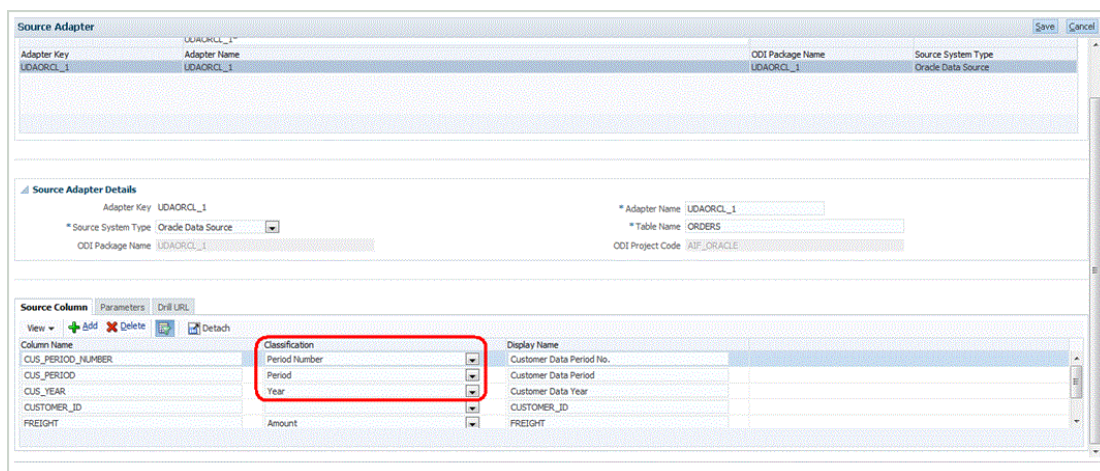 Source Adapter Save Cancel
UDAORCL_1*
Adapter Key Adapter Name ODI Package Name Source System Type
UDAORCL_1 UDAORCL_1 UDAORCL_1 Oracle Data Source
Source Adapter Details
Adapter Key UDAORCL_1 * Adapter Name UDAORCL_1
* Source System Type Oracle Data Source * Table Name ORDERS
ODI Package Name UDAORCL_1 ODI Project Code AIF_ORACLE
Source Column Parameters Drill URL
View Add Delete Detach
Column Name Classification Display Name
CUS_PERIOD_NUMBER Period Number Customer Data Period No.
CUS_PERIOD Period Customer Data Period
CUS_YEAR Year Customer Data Year
CUSTOMER_ID CUSTOMER_ID
FREIGHT Amount FREIGHT